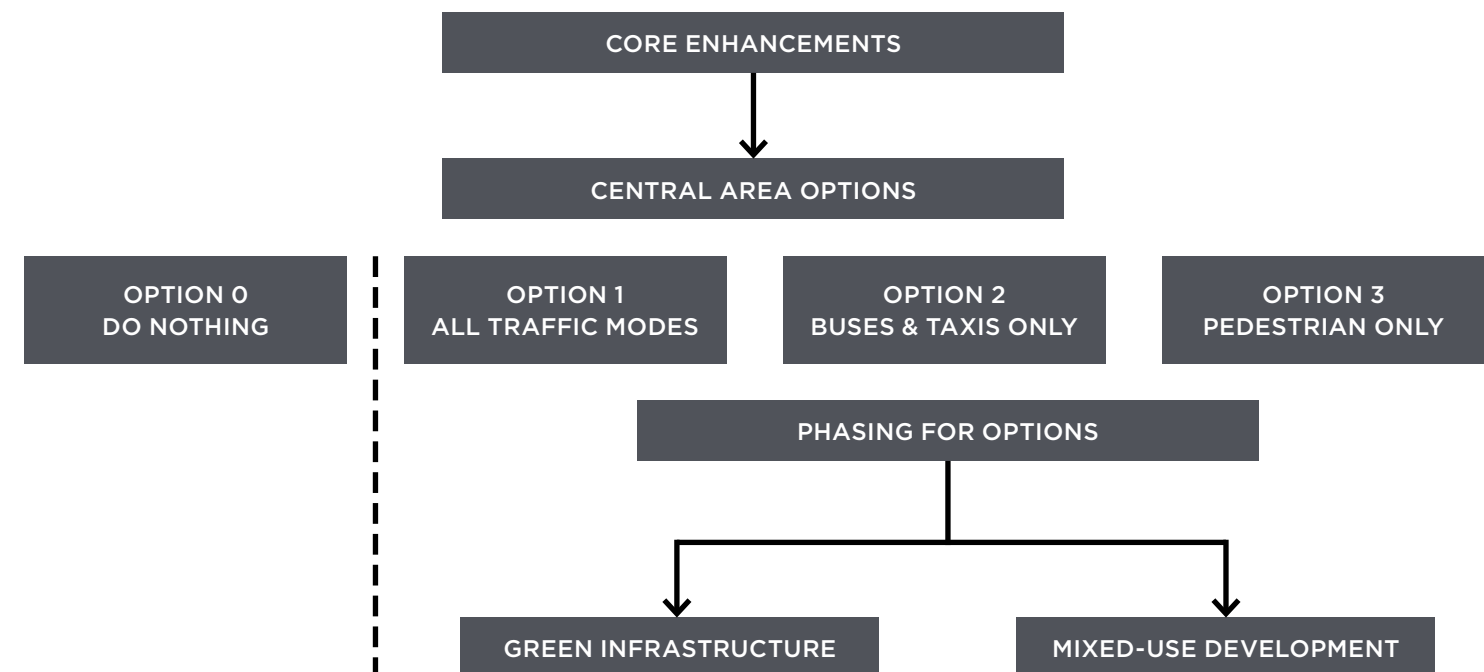 CORE ENHANCEMENTS
CENTRAL AREA OPTIONS
OPTION 0
DO NOTHING
OPTION 1
ALL TRAFFIC MODES
OPTION 2
BUSES & TAXIS ONLY
OPTION 3
PEDESTRIAN ONLY
PHASING FOR OPTIONS
GREEN INFRASTRUCTURE
MIXED-USE DEVELOPMENT